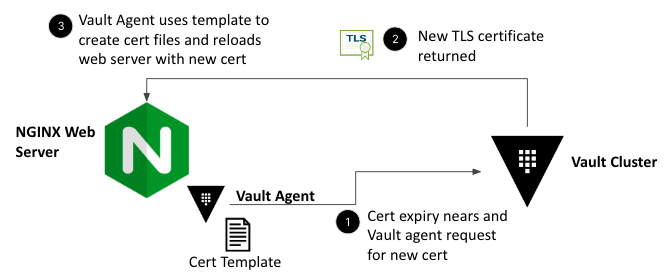 3
Vault Agent uses template to
create cert files and reloads
web server with new cert
TLS
2
New TLS certificate
returned
NGINX Web
Server
N
Vault Cluster
Vault Agent
1
Cert expiry nears and
Vault agent request
for new cert
Cert Template